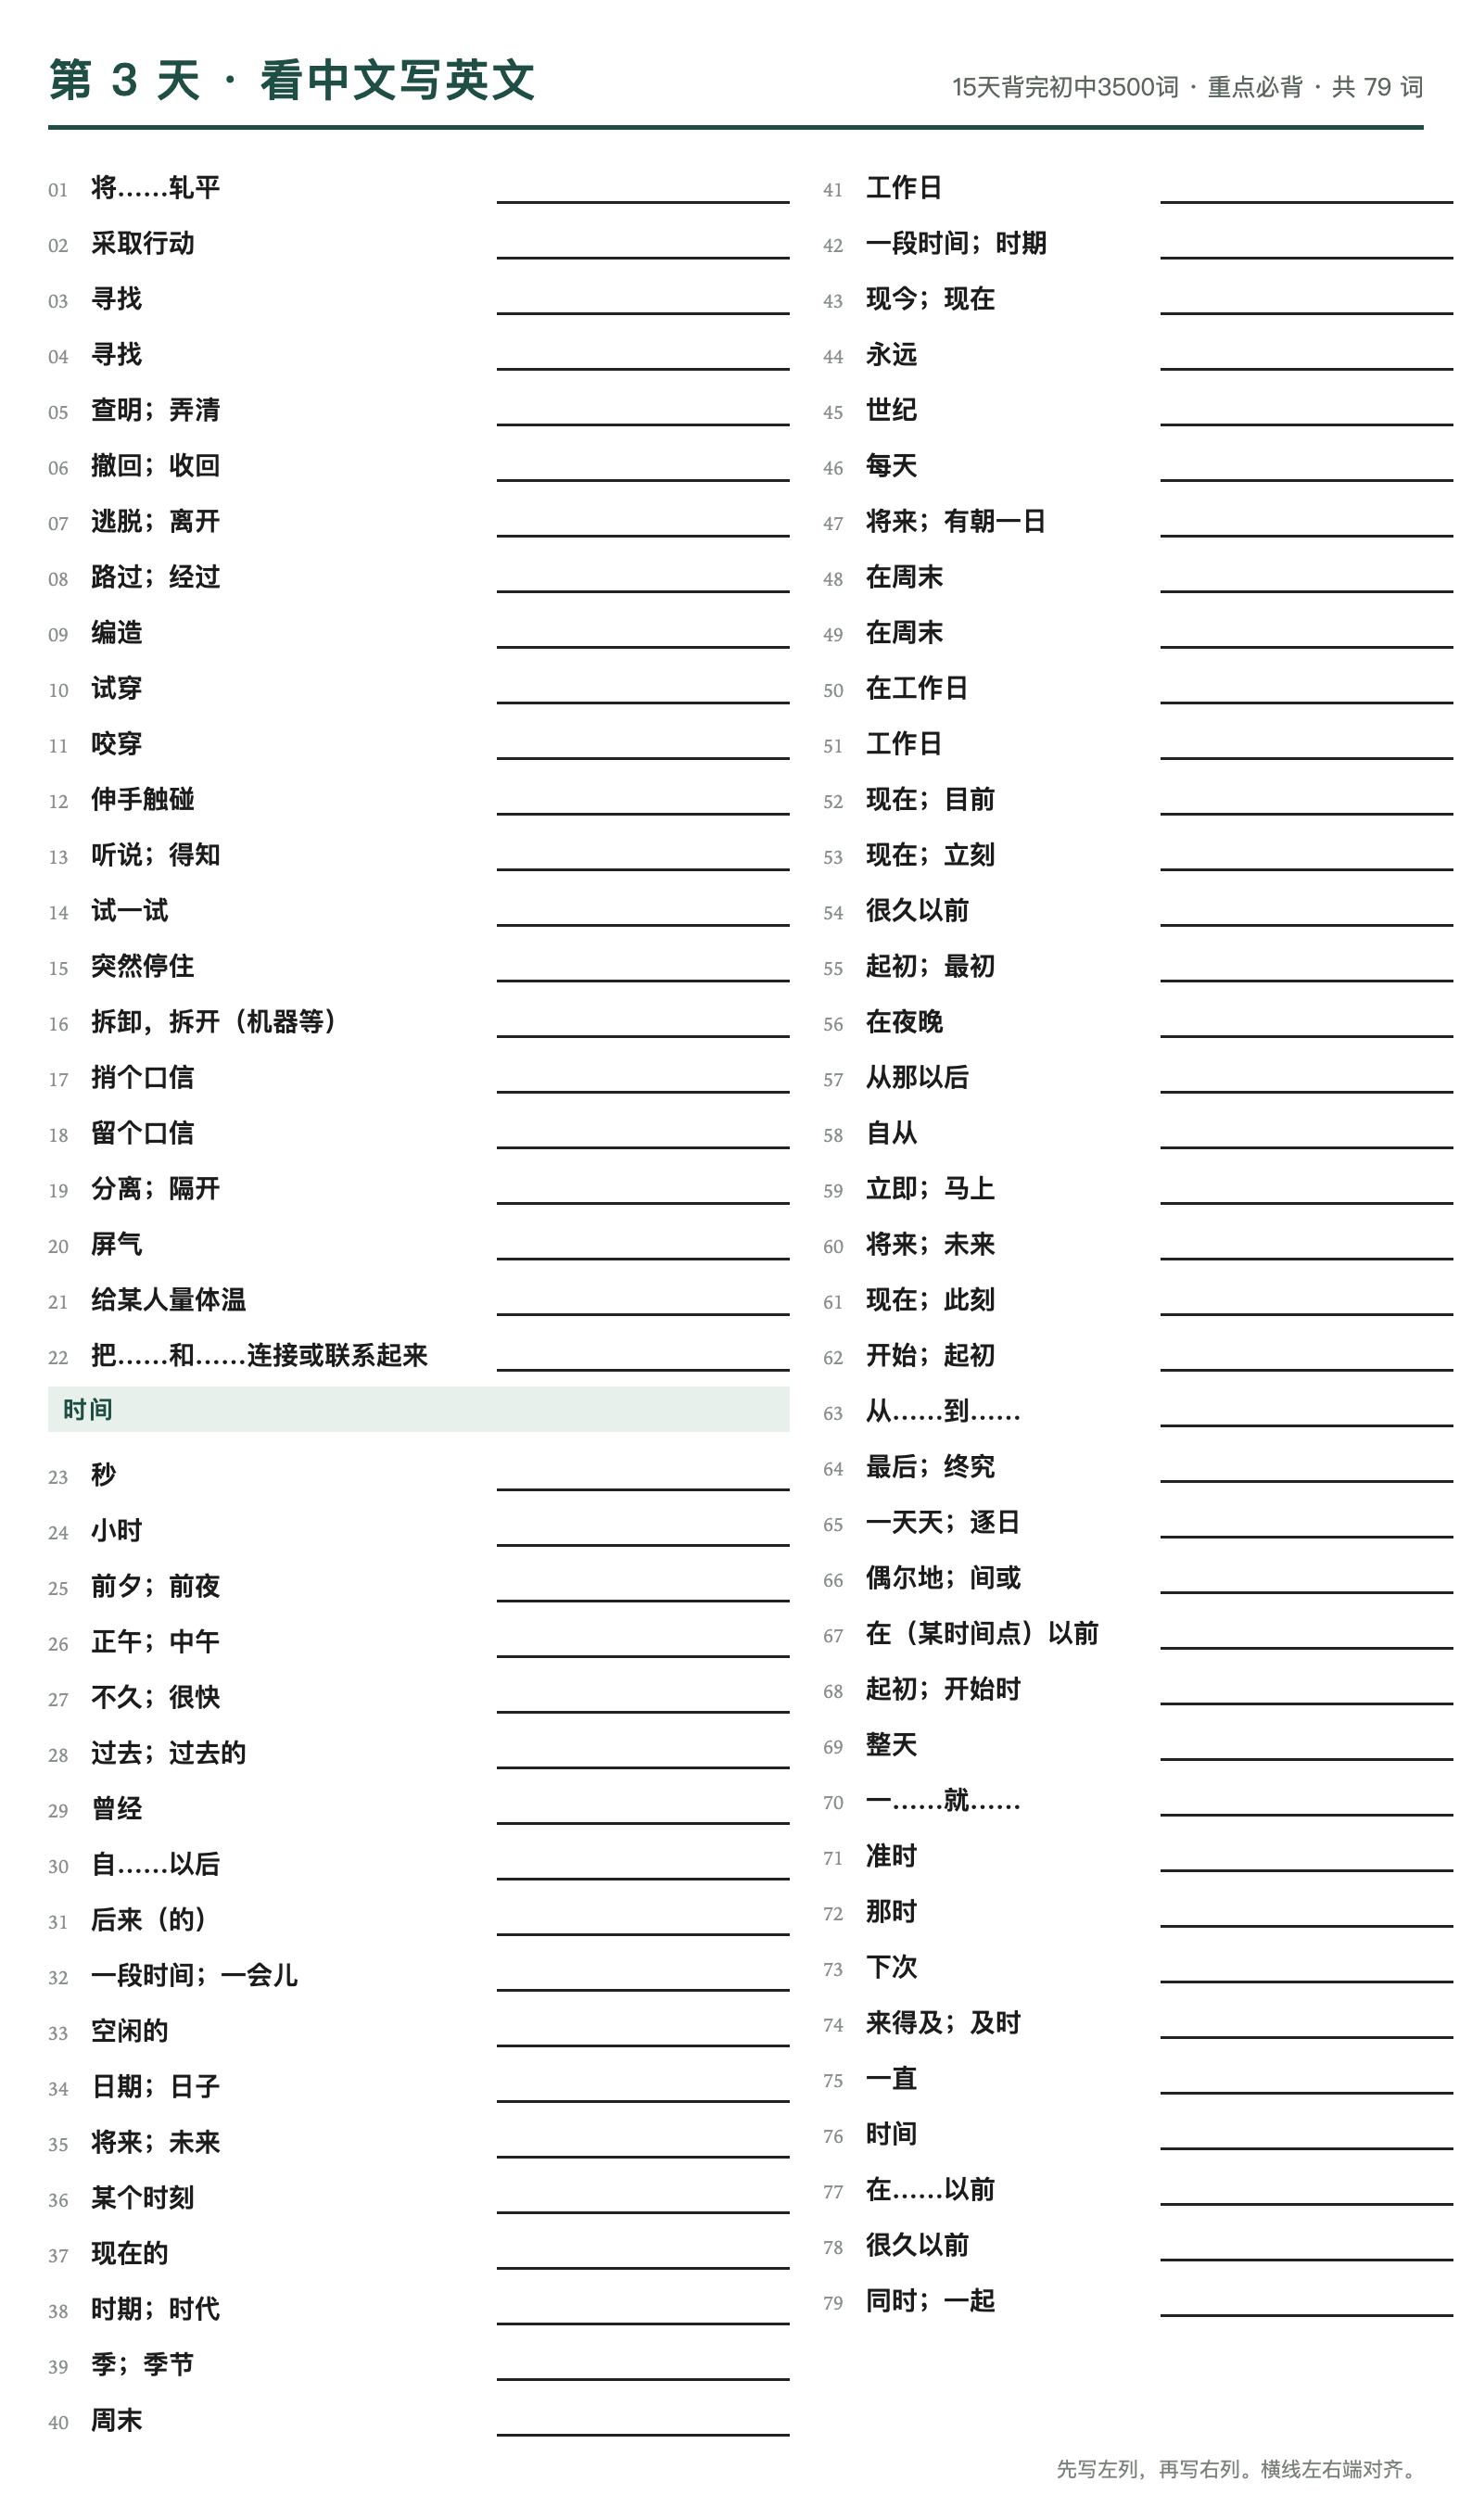 第 3 天 · 看中文写英文
15天背完初中3500词 · 重点必背 · 共 79 词
01 将……轧平
02 采取行动
03 寻找
04 寻找
05 查明；弄清
06 撤回；收回
07 逃脱；离开
08 路过；经过
09 编造
10 试穿
11 咬穿
12 伸手触碰
13 听说；得知
14 试一试
15 突然停住
16 拆卸，拆开（机器等）
17 捎个口信
18 留个口信
19 分离；隔开
20 屏气
21 给某人量体温
22 把……和……连接或联系起来
时间
23 秒
24 小时
25 前夕；前夜
26 正午；中午
27 不久；很快
28 过去；过去的
29 曾经
30 自……以后
31 后来（的）
32 一段时间；一会儿
33 空闲的
34 日期；日子
35 将来；未来
36 某个时刻
37 现在的
38 时期；时代
39 季；季节
40 周末
41 工作日
42 一段时间；时期
43 现今；现在
44 永远
45 世纪
46 每天
47 将来；有朝一日
48 在周末
49 在周末
50 在工作日
51 工作日
52 现在；目前
53 现在；立刻
54 很久以前
55 起初；最初
56 在夜晚
57 从那以后
58 自从
59 立即；马上
60 将来；未来
61 现在；此刻
62 开始；起初
63 从……到……
64 最后；终究
65 一天天；逐日
66 偶尔地；间或
67 在（某时间点）以前
68 起初；开始时
69 整天
70 一……就……
71 准时
72 那时
73 下次
74 来得及；及时
75 一直
76 时间
77 在……以前
78 很久以前
79 同时；一起
先写左列，再写右列。横线左右端对齐。